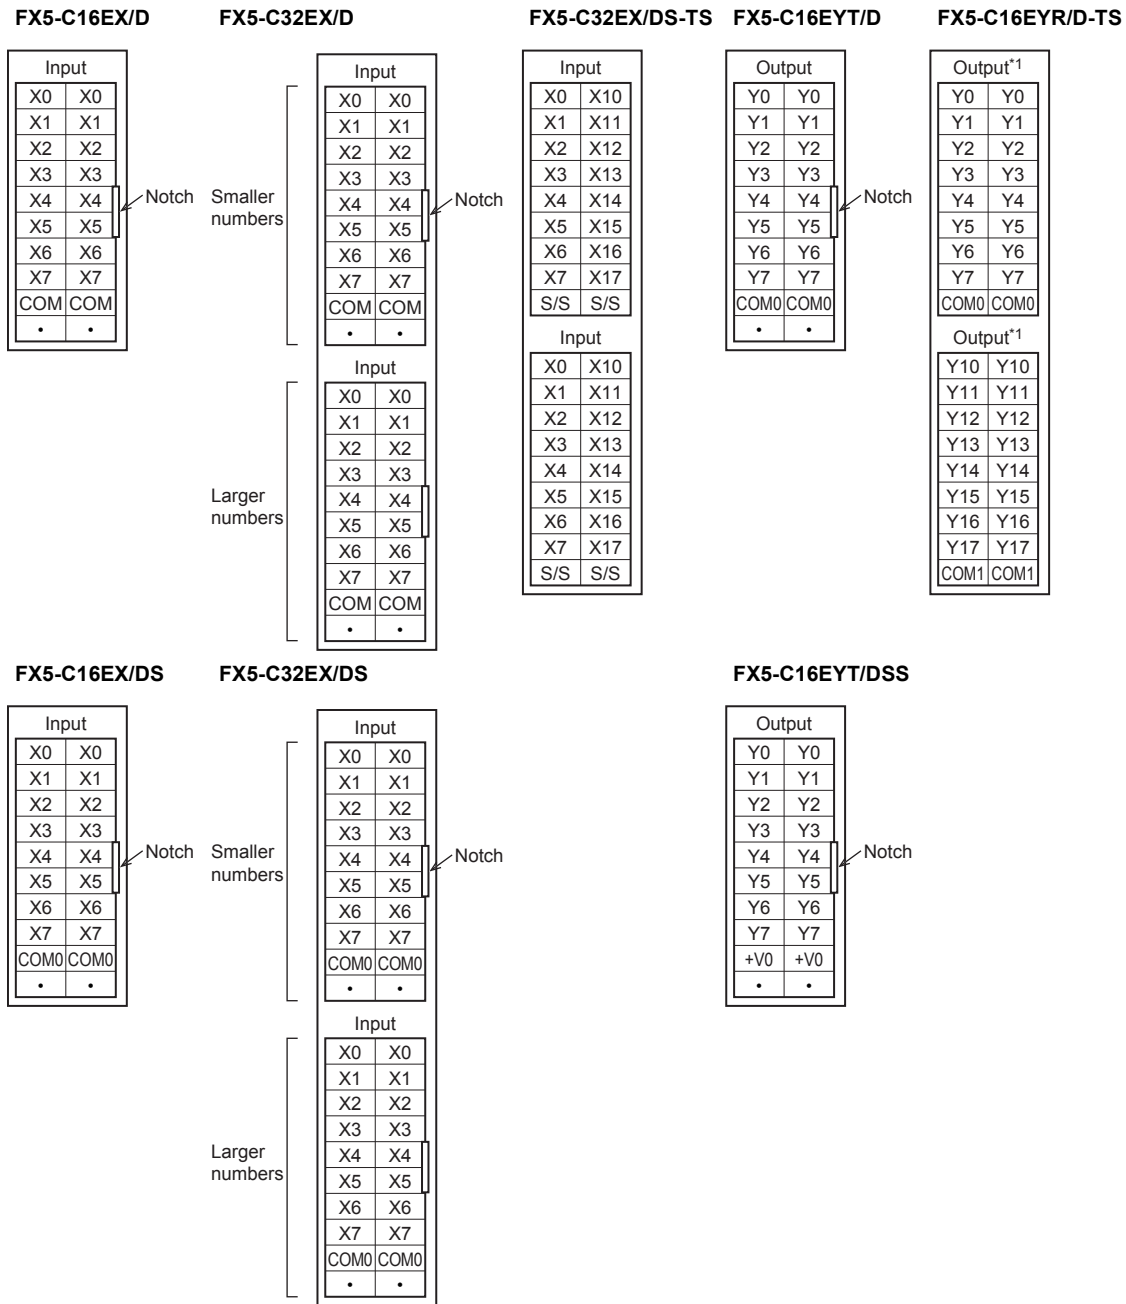 FX5-C16EX/D
Input
X0 X0
X1 X1
X2 X2
X3 X3
X4 X4
X5 X5
X6 X6
X7 X7
COM COM
• •
Notch
FX5-C32EX/D
Smaller
numbers
Input
X0 X0
X1 X1
X2 X2
X3 X3
X4 X4
X5 X5
X6 X6
X7 X7
COM COM
• •
Notch
Larger
numbers
Input
X0 X0
X1 X1
X2 X2
X3 X3
X4 X4
X5 X5
X6 X6
X7 X7
COM COM
• •
FX5-C32EX/DS-TS
Input
X0 X10
X1 X11
X2 X12
X3 X13
X4 X14
X5 X15
X6 X16
X7 X17
S/S S/S
Input
X0 X10
X1 X11
X2 X12
X3 X13
X4 X14
X5 X15
X6 X16
X7 X17
S/S S/S
FX5-C16EYT/D
Output
Y0 Y0
Y1 Y1
Y2 Y2
Y3 Y3
Y4 Y4
Y5 Y5
Y6 Y6
Y7 Y7
COM0 COM0
• •
Notch
FX5-C16EYR/D-TS
Output*1
Y0 Y0
Y1 Y1
Y2 Y2
Y3 Y3
Y4 Y4
Y5 Y5
Y6 Y6
Y7 Y7
COM0 COM0
Output*1
Y10 Y10
Y11 Y11
Y12 Y12
Y13 Y13
Y14 Y14
Y15 Y15
Y16 Y16
Y17 Y17
COM1 COM1
FX5-C16EX/DS
Input
X0 X0
X1 X1
X2 X2
X3 X3
X4 X4
X5 X5
X6 X6
X7 X7
COM0 COM0
• •
Notch
FX5-C32EX/DS
Smaller
numbers
Input
X0 X0
X1 X1
X2 X2
X3 X3
X4 X4
X5 X5
X6 X6
X7 X7
COM0 COM0
• •
Notch
Larger
numbers
Input
X0 X0
X1 X1
X2 X2
X3 X3
X4 X4
X5 X5
X6 X6
X7 X7
COM0 COM0
• •
FX5-C16EYT/DSS
Output
Y0 Y0
Y1 Y1
Y2 Y2
Y3 Y3
Y4 Y4
Y5 Y5
Y6 Y6
Y7 Y7
+V0 +V0
• •
Notch